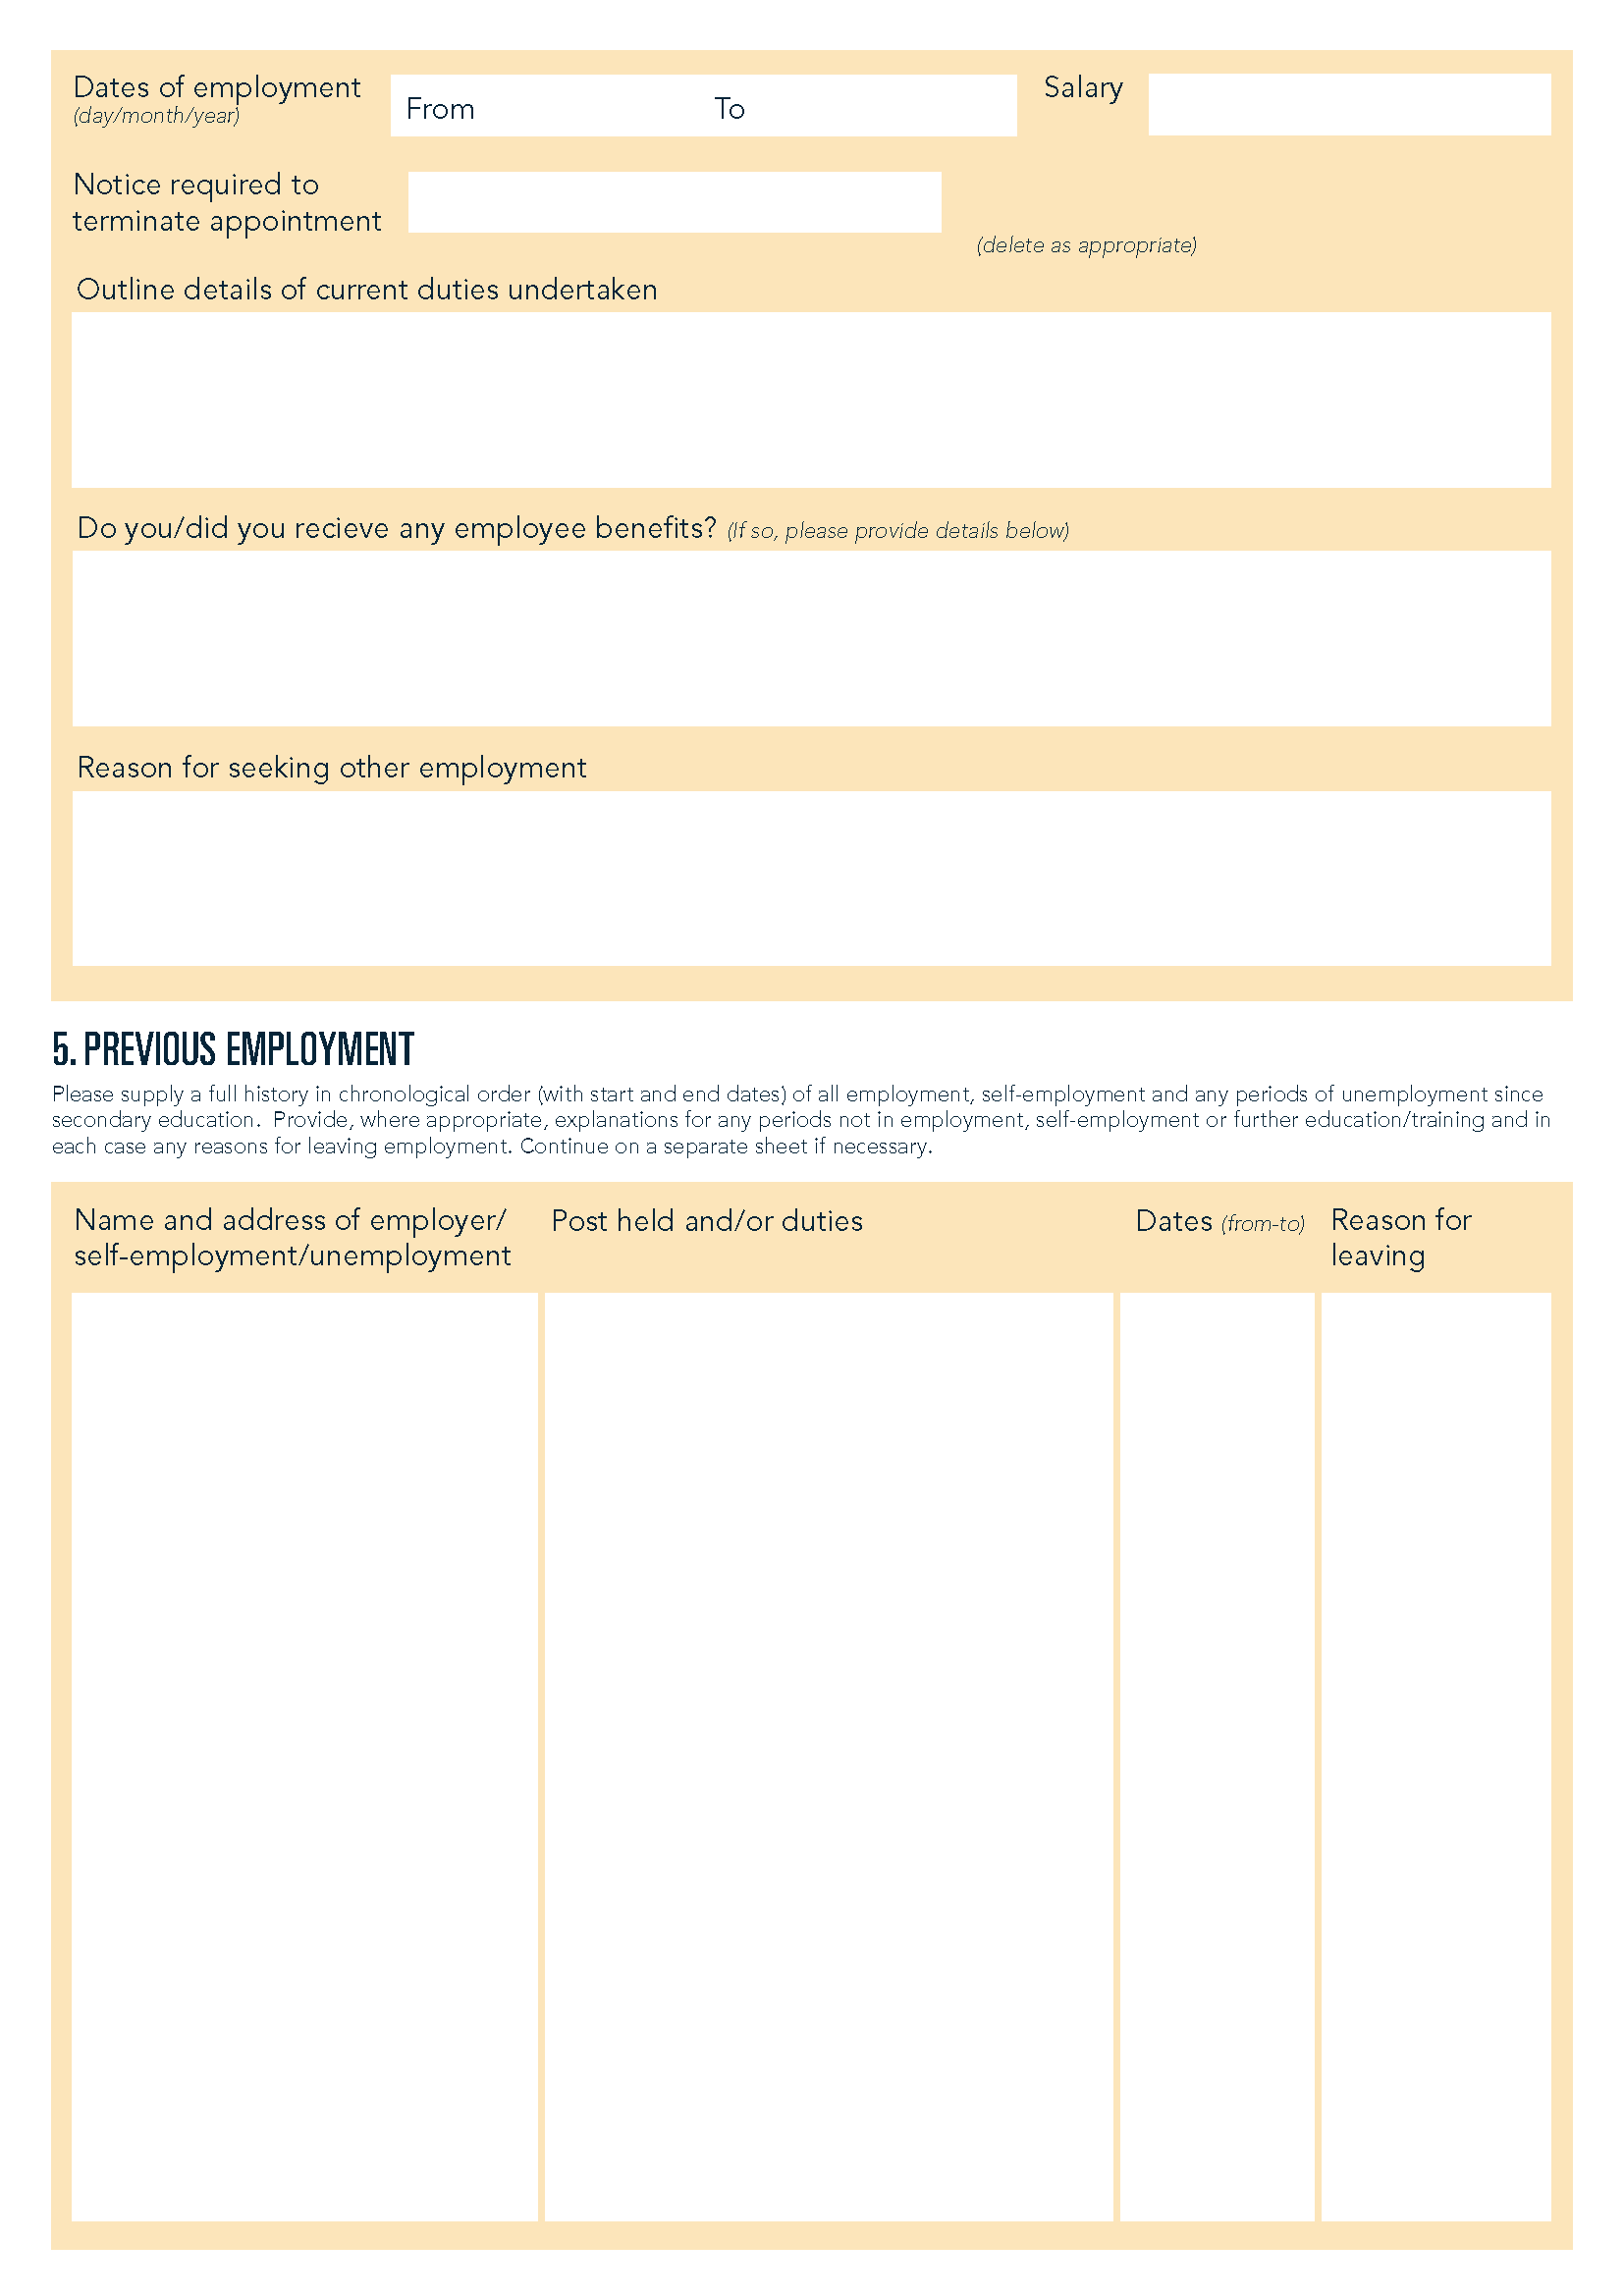 Dates of employment
(day/month/year)
From To
Salary
Notice required to
terminate appointment
(delete as appropriate)
Outline details of current duties undertaken
Do you/did you recieve any employee benefits? (If so, please provide details below)
Reason for seeking other employment
5. PREVIOUS EMPLOYMENT
Please supply a full history in chronological order (with start and end dates) of all employment, self-employment and any periods of unemployment since
secondary education.  Provide, where appropriate, explanations for any periods not in employment, self-employment or further education/training and in
each case any reasons for leaving employment. Continue on a separate sheet if necessary.
Name and address of employer/
self-employment/unemployment
Post held and/or duties
Dates (from-to)
Reason for
leaving